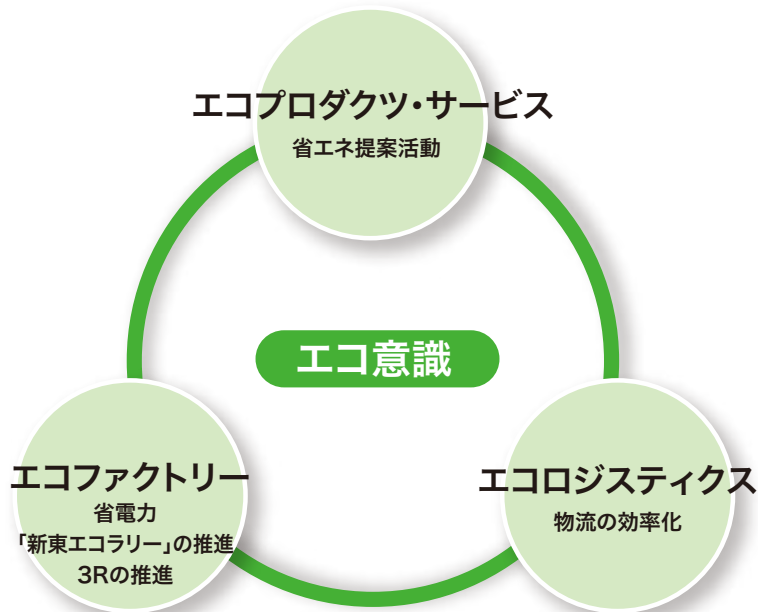 エコプロダクツ・サービス
省エネ提案活動
エコ意識
エコファクトリー
省電力
「新東エコラリー」の推進
3Rの推進
エコロジスティクス
物流の効率化